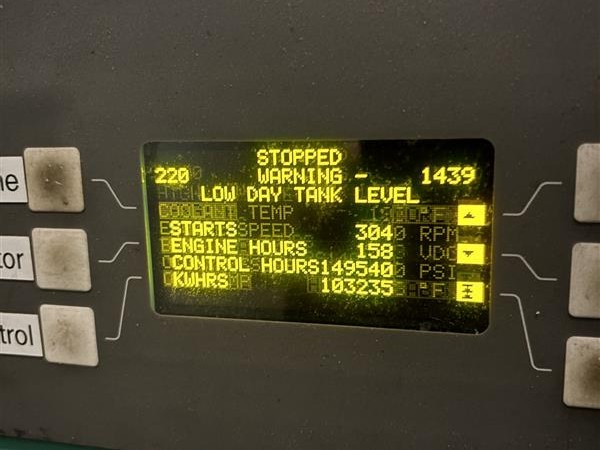 STOPPED
220 WARNING - 1439
LOW DAY TANK LEVEL
COOLANT TEMP °F
STARTS SPEED 304 RPM
ENGINE HOURS 158 VDC
CONTROL HOURS 149540 PSI
KWHRS 103235 °F
ne
tor
trol